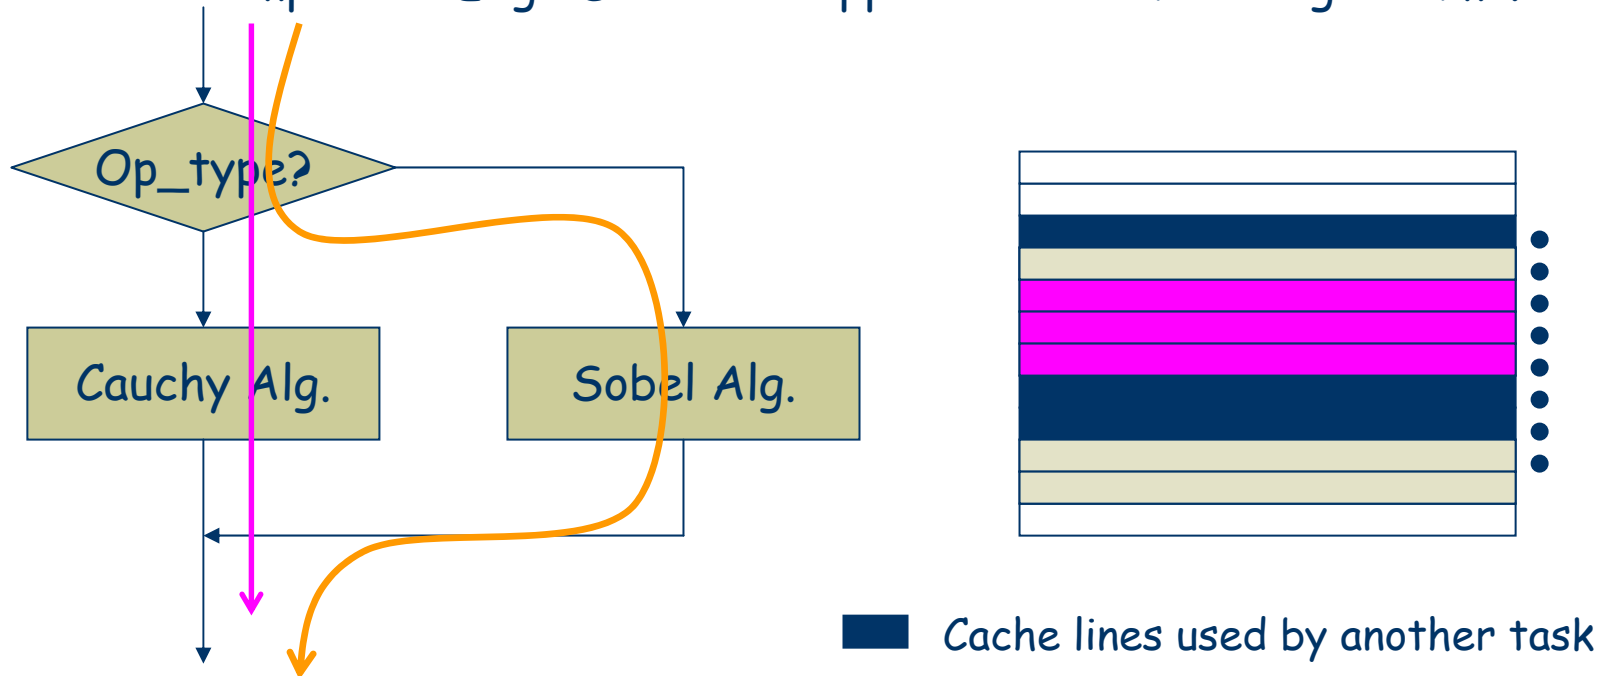 Op_type?
Cauchy Alg.
Sobel Alg.
Cache lines used by another task